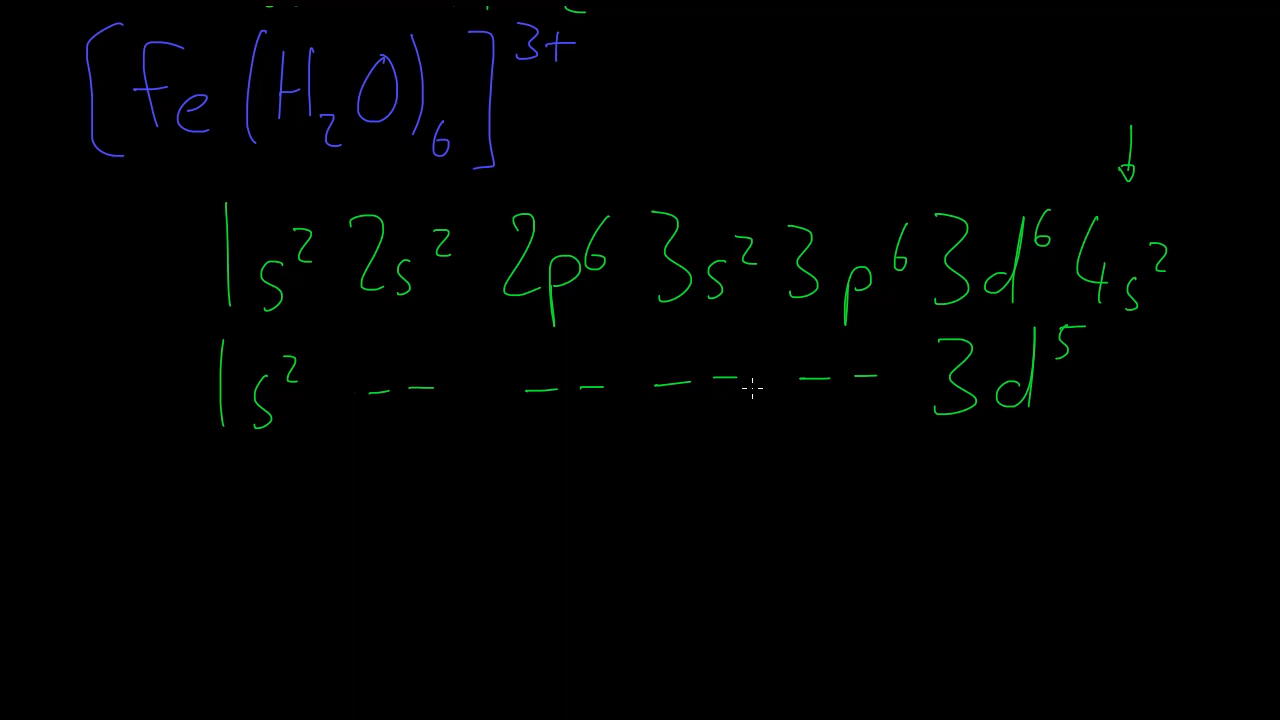 [Fe(H₂O)₆]³⁺
1s² 2s² 2p⁶ 3s² 3p⁶ 3d⁶ 4s²
1s² -- -- -- -- 3d⁵